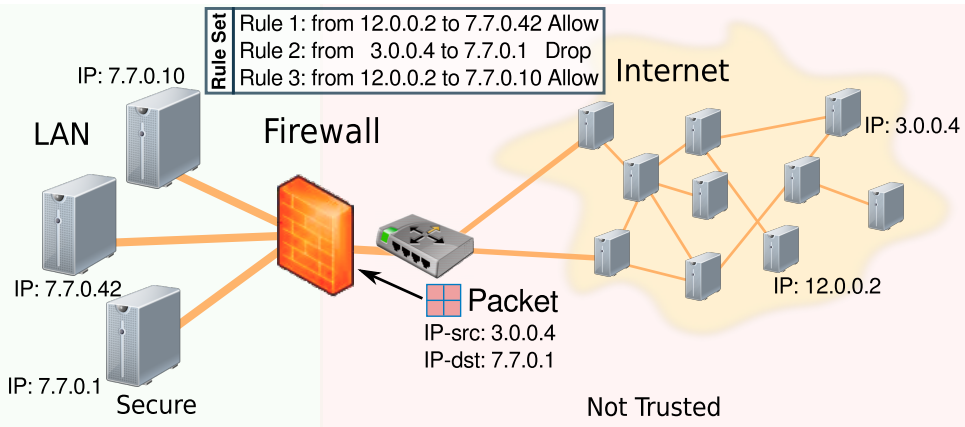 Rule Set
Rule 1: from 12.0.0.2 to 7.7.0.42 Allow
Rule 2: from 3.0.0.4 to 7.7.0.1 Drop
Rule 3: from 12.0.0.2 to 7.7.0.10 Allow
IP: 7.7.0.10
LAN
Firewall
Internet
IP: 3.0.0.4
IP: 7.7.0.42
IP: 12.0.0.2
Packet
IP-src: 3.0.0.4
IP-dst: 7.7.0.1
IP: 7.7.0.1
Secure
Not Trusted